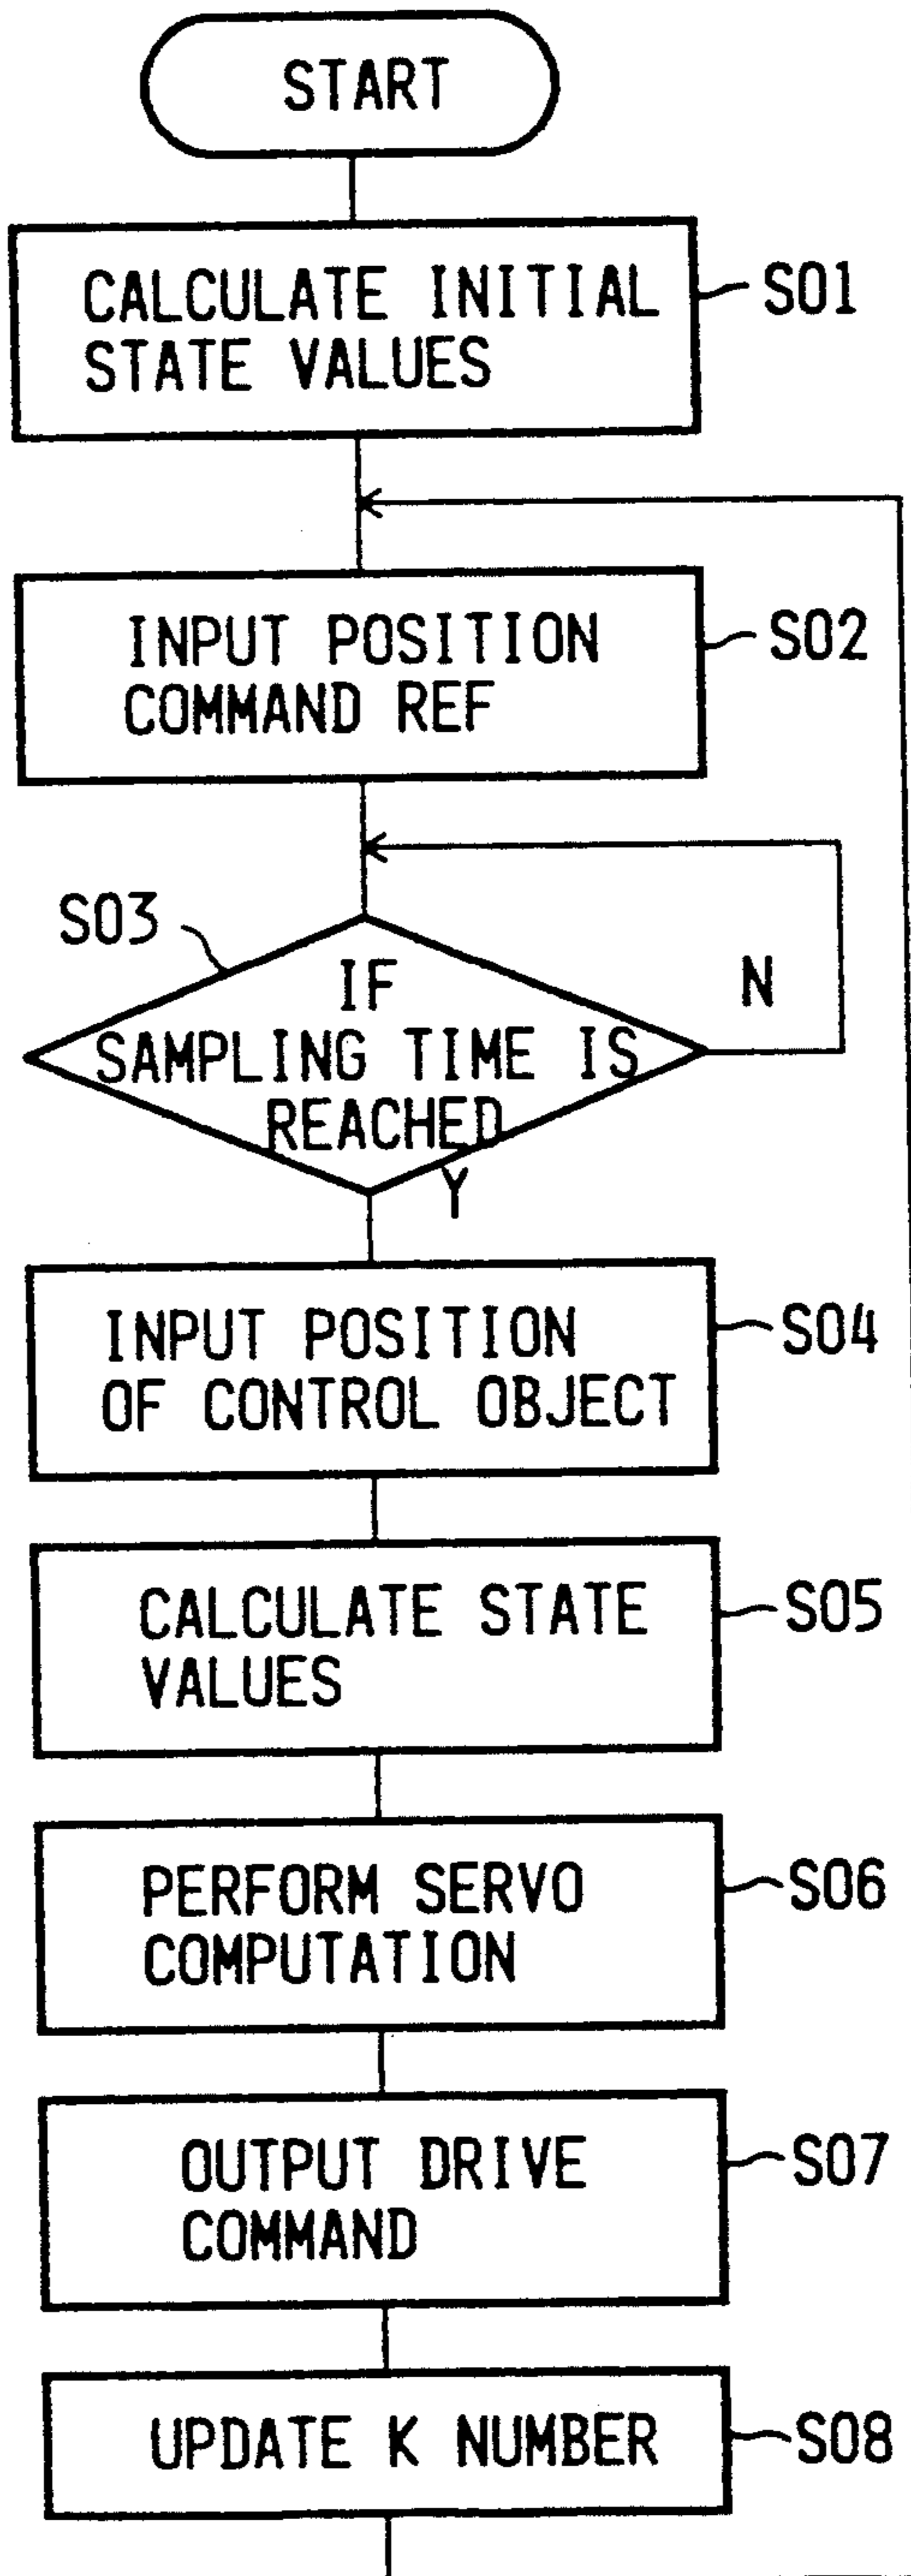 START
CALCULATE INITIAL
STATE VALUES
S01
INPUT POSITION
COMMAND REF
S02
S03
IF
SAMPLING TIME IS
REACHED
N
Y
INPUT POSITION
OF CONTROL OBJECT
S04
CALCULATE STATE
VALUES
S05
PERFORM SERVO
COMPUTATION
S06
OUTPUT DRIVE
COMMAND
S07
UPDATE K NUMBER
S08